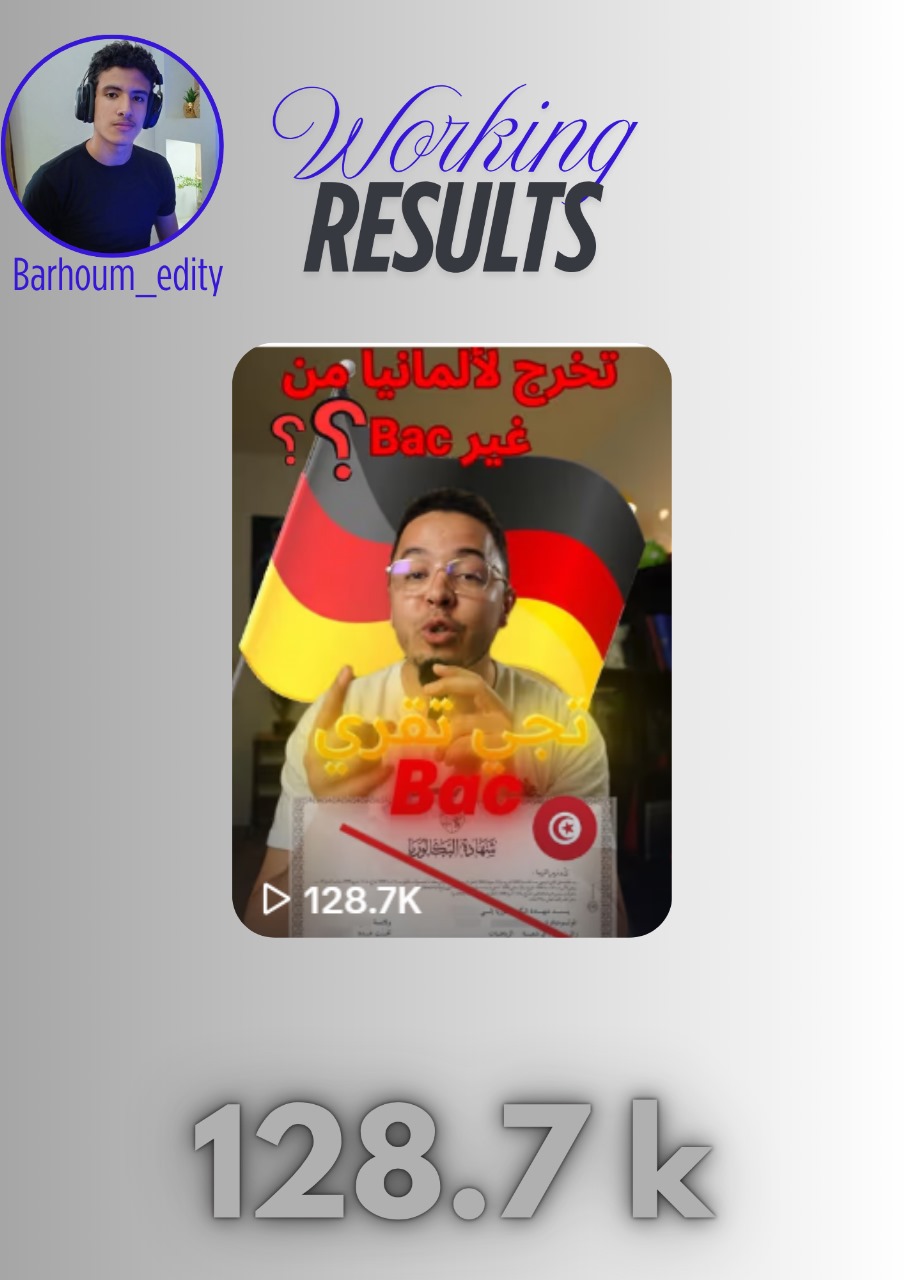 Working
RESULTS
Barhoum_edity
تخرج لألمانيا من
غير Bac ؟ ؟
تجي تقري
Bac
شهادة البكالوريا
128.7K
128.7 k